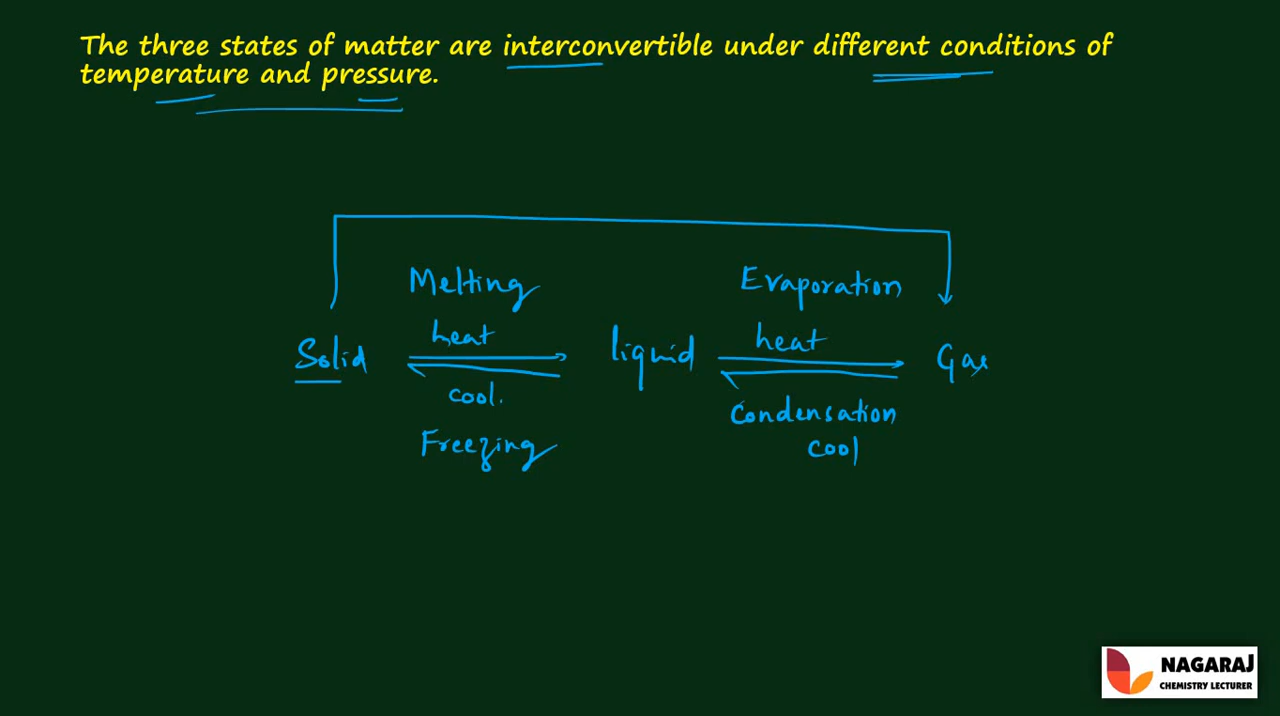 The three states of matter are interconvertible under different conditions of
temperature and pressure.
Melting Evaporation
heat heat
Solid liquid Gas
cool. Condensation
Freezing cool
NAGARAJ
CHEMISTRY LECTURER